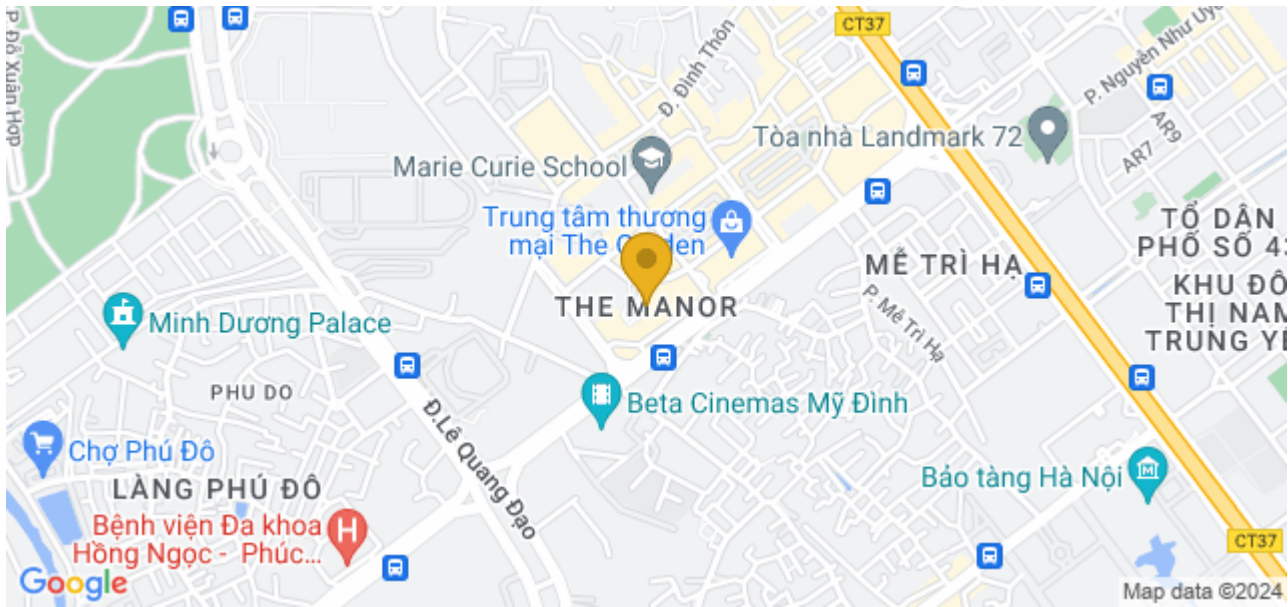 P. Đỗ Xuân Hợp
CT37
P. Nguyễn Như Uyê
Đ. Đình Thôn
Tòa nhà Landmark 72
AR9
AR7
Marie Curie School
Trung tâm thương
mại The Garden
TỔ DÂN
PHỐ SỐ 43
MỄ TRÌ HẠ
KHU ĐÔ
THỊ NAM
TRUNG YÊ
P. Mễ Trì Hạ
THE MANOR
Minh Dương Palace
PHU DO
Beta Cinemas Mỹ Đình
Đ.Lê Quang Đạo
Chợ Phú Đô
LÀNG PHÚ ĐÔ
Bảo tàng Hà Nội
Bệnh viện Đa khoa
Hồng Ngọc - Phúc...
H
CT37
Google
Map data ©2024